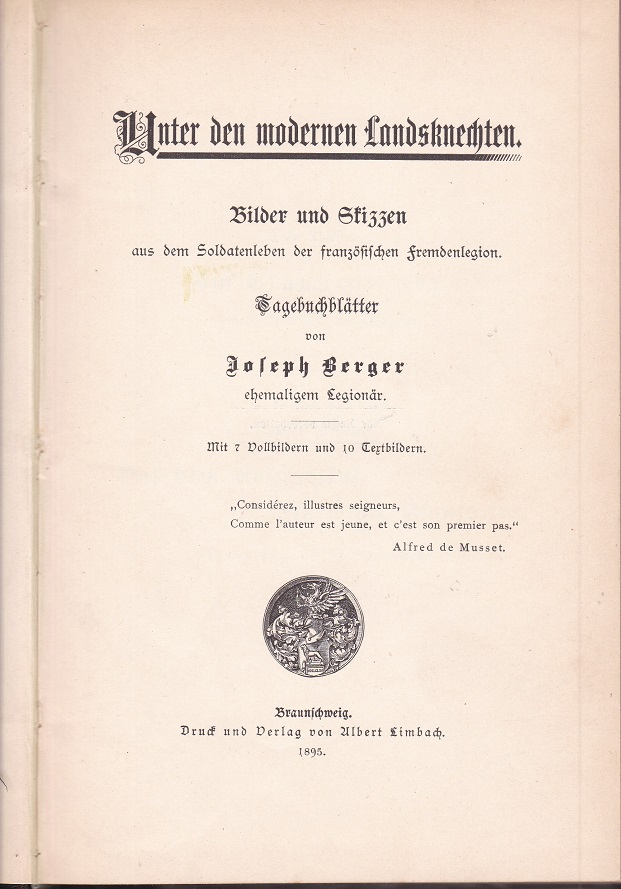 Unter den modernen Landsknechten.
Bilder und Skizzen
aus dem Soldatenleben der französischen Fremdenlegion.
Tagebuchblätter
von
Joseph Berger
ehemaligem Legionär.
Mit 7 Vollbildern und 10 Textbildern.
„Considérez, illustres seigneurs,
Comme l'auteur est jeune, et c'est son premier pas.“
Alfred de Musset.
Braunschweig.
Druck und Verlag von Albert Limbach.
1895.